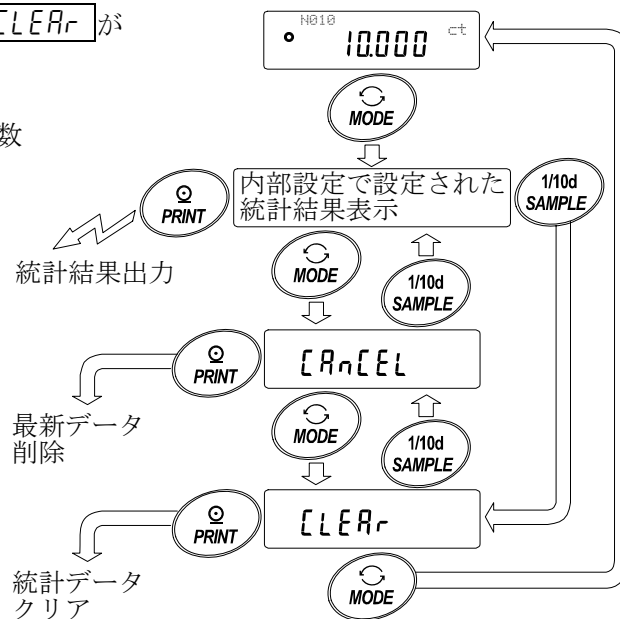 CLEAr が
数
N010
10.000 ct
MODE
PRINT
内部設定で設定された
統計結果表示
1/10d
SAMPLE
統計結果出力
MODE
1/10d
SAMPLE
PRINT
CAnCEL
最新データ
削除
MODE
1/10d
SAMPLE
PRINT
CLEAr
統計データ
クリア
MODE